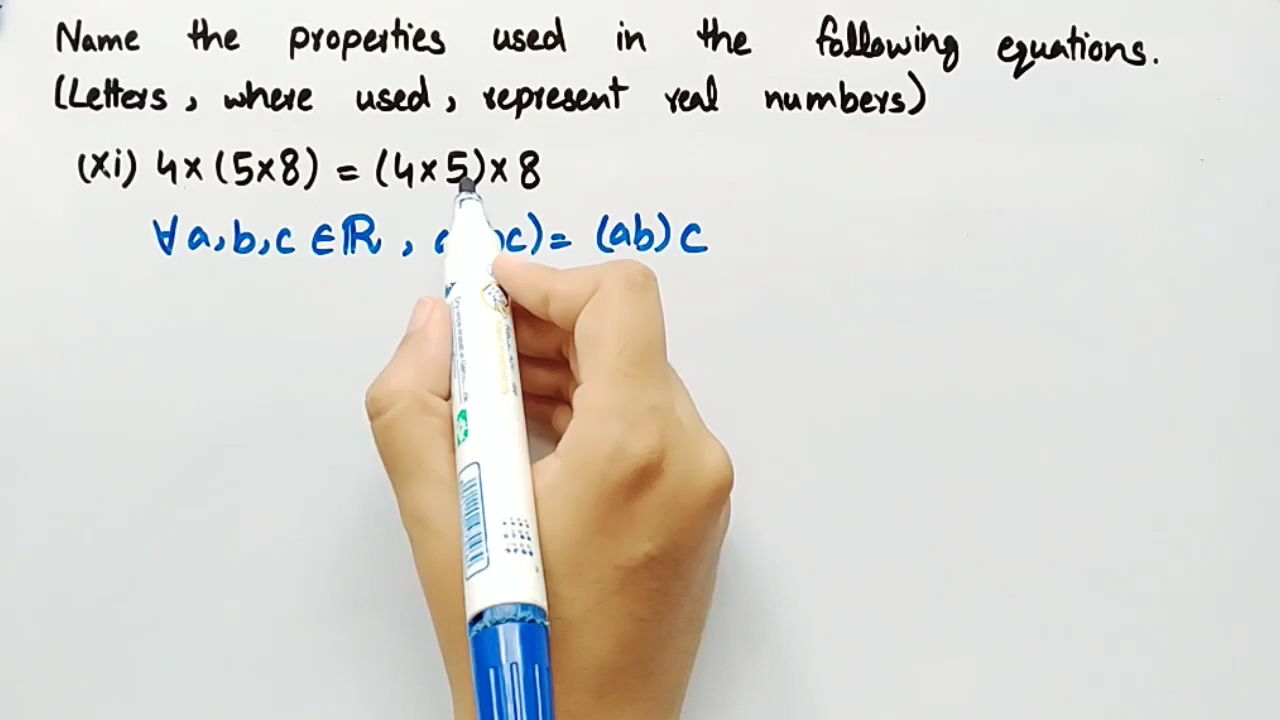 Name the properties used in the following equations.
(Letters, where used, represent real numbers)
(xi) 4×(5×8) = (4×5)×8
∀ a,b,c ∈ ℝ, c) = (ab)c